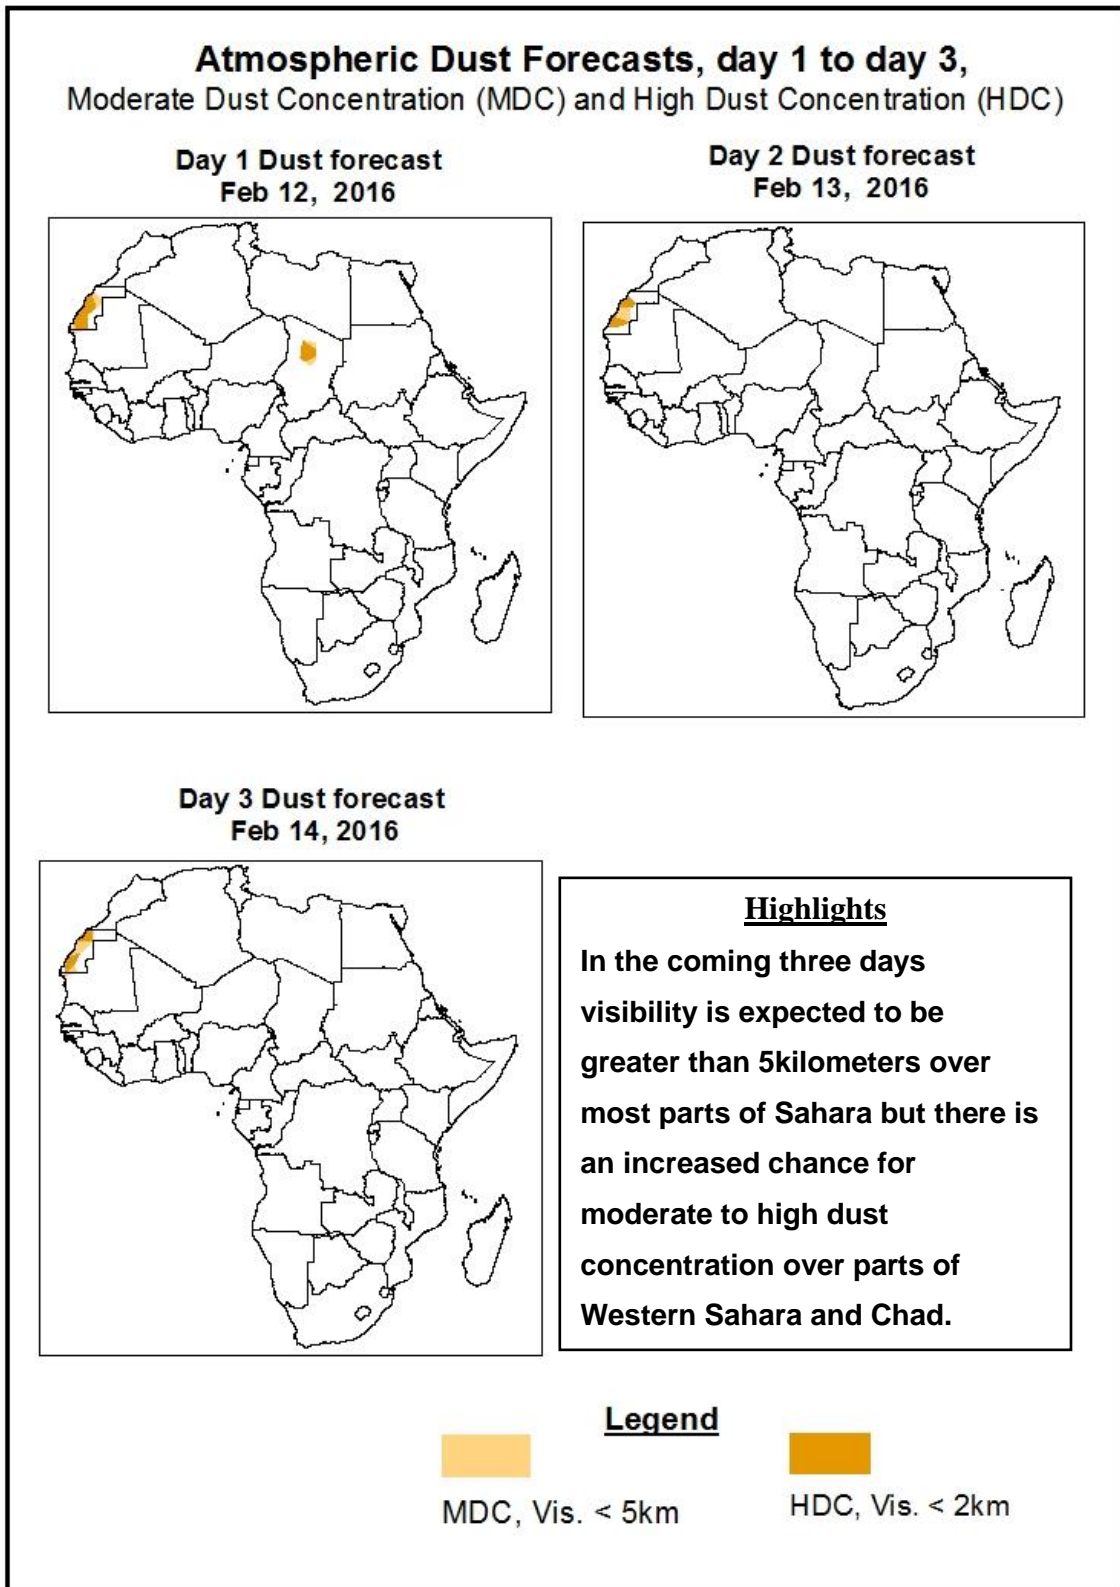 Atmospheric Dust Forecasts, day 1 to day 3,
Moderate Dust Concentration (MDC) and High Dust Concentration (HDC)
Day 1 Dust forecast
Feb 12, 2016
Day 2 Dust forecast
Feb 13, 2016
Day 3 Dust forecast
Feb 14, 2016
Highlights
In the coming three days
visibility is expected to be
greater than 5kilometers over
most parts of Sahara but there is
an increased chance for
moderate to high dust
concentration over parts of
Western Sahara and Chad.
Legend
MDC, Vis. < 5km
HDC, Vis. < 2km